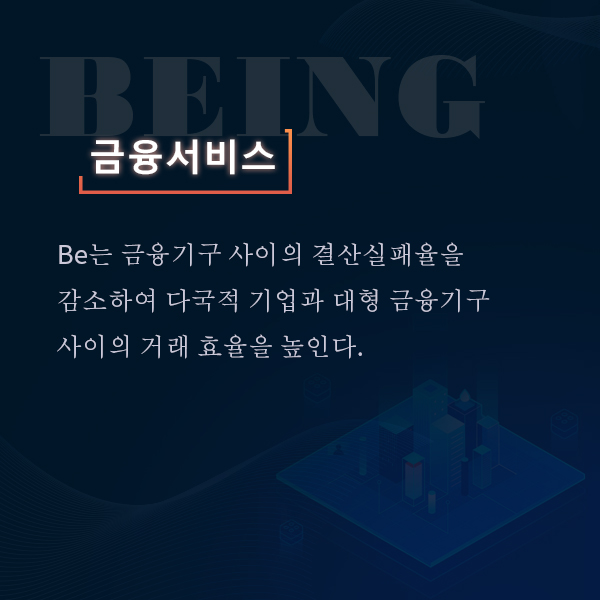 BEING
금융서비스
Be는 금융기구 사이의 결산실패율을
감소하여 다국적 기업과 대형 금융기구
사이의 거래 효율을 높인다.